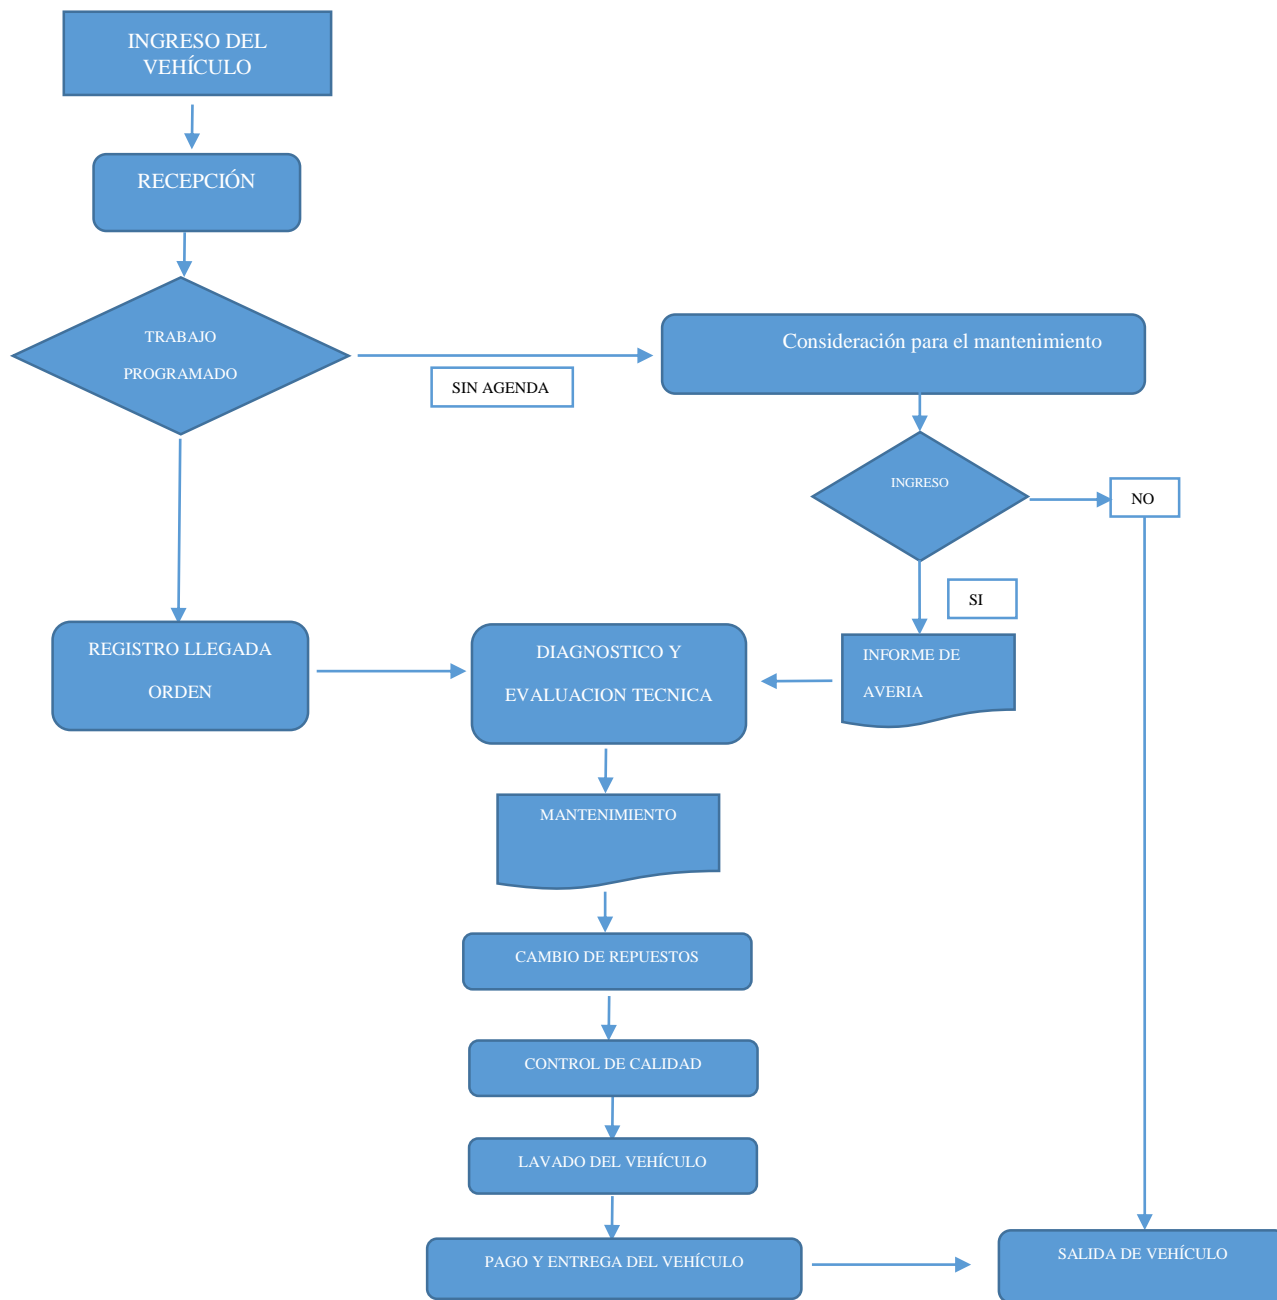 INGRESO DEL
VEHÍCULO
RECEPCIÓN
TRABAJO
PROGRAMADO
SIN AGENDA
Consideración para el mantenimiento
INGRESO
NO
SI
REGISTRO LLEGADA
ORDEN
DIAGNOSTICO Y
EVALUACION TECNICA
INFORME DE
AVERIA
MANTENIMIENTO
CAMBIO DE REPUESTOS
CONTROL DE CALIDAD
LAVADO DEL VEHÍCULO
PAGO Y ENTREGA DEL VEHÍCULO
SALIDA DE VEHÍCULO